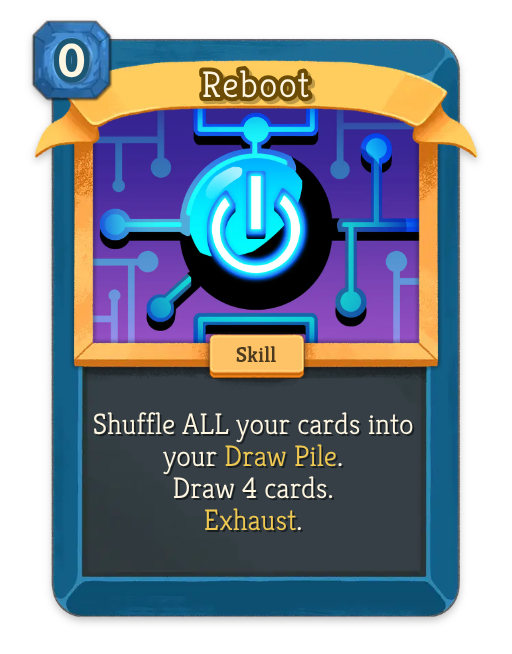 0
Reboot
Skill
Shuffle ALL your cards into
your Draw Pile.
Draw 4 cards.
Exhaust.